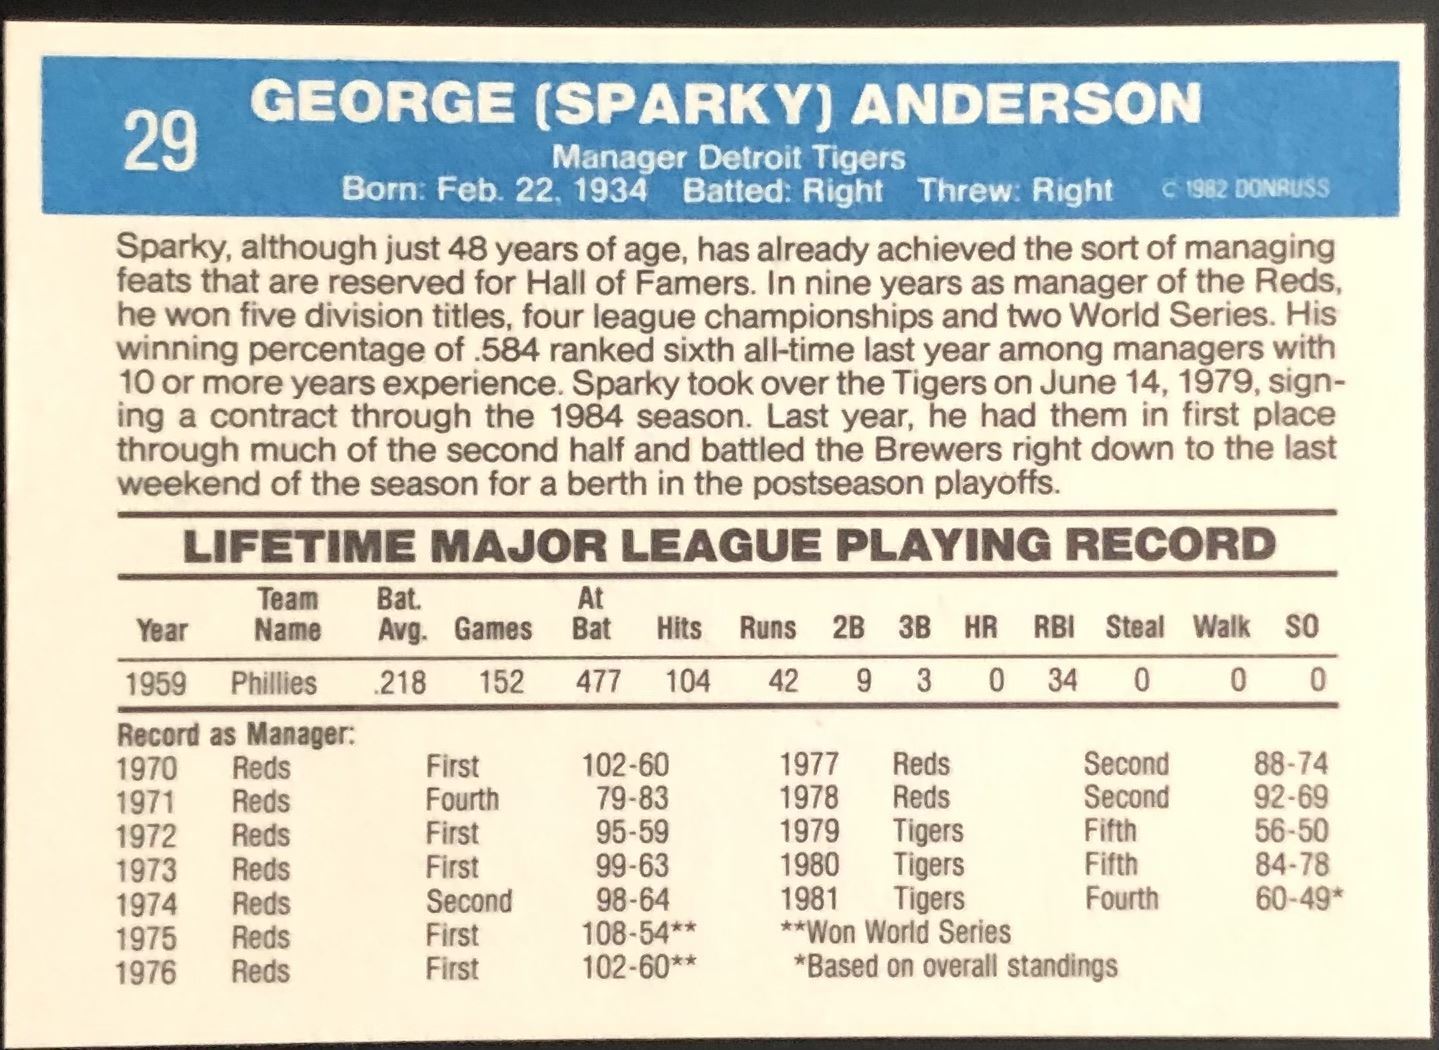 29
GEORGE (SPARKY) ANDERSON
Manager Detroit Tigers
Born: Feb. 22, 1934 Batted: Right Threw: Right C 1982 DONRUSS
Sparky, although just 48 years of age, has already achieved the sort of managing
feats that are reserved for Hall of Famers. In nine years as manager of the Reds,
he won five division titles, four league championships and two World Series. His
winning percentage of .584 ranked sixth all-time last year among managers with
10 or more years experience. Sparky took over the Tigers on June 14, 1979, sign-
ing a contract through the 1984 season. Last year, he had them in first place
through much of the second half and battled the Brewers right down to the last
weekend of the season for a berth in the postseason playoffs.
LIFETIME MAJOR LEAGUE PLAYING RECORD
Year Team Name Bat. Avg. Games At Bat Hits Runs 2B 3B HR RBI Steal Walk SO
1959 Phillies .218 152 477 104 42 9 3 0 34 0 0 0
Record as Manager:
1970 Reds First 102-60 1977 Reds Second 88-74
1971 Reds Fourth 79-83 1978 Reds Second 92-69
1972 Reds First 95-59 1979 Tigers Fifth 56-50
1973 Reds First 99-63 1980 Tigers Fifth 84-78
1974 Reds Second 98-64 1981 Tigers Fourth 60-49*
1975 Reds First 108-54** **Won World Series
1976 Reds First 102-60** *Based on overall standings